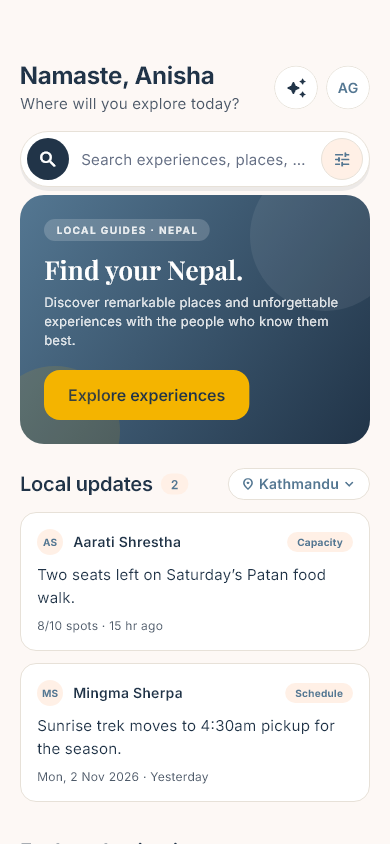 Namaste, Anisha
Where will you explore today?
AG
Search experiences, places, ...
LOCAL GUIDES · NEPAL
Find your Nepal.
Discover remarkable places and unforgettable
experiences with the people who know them
best.
Explore experiences
Local updates
2
Kathmandu
AS
Aarati Shrestha
Capacity
Two seats left on Saturday’s Patan food
walk.
8/10 spots · 15 hr ago
MS
Mingma Sherpa
Schedule
Sunrise trek moves to 4:30am pickup for
the season.
Mon, 2 Nov 2026 · Yesterday